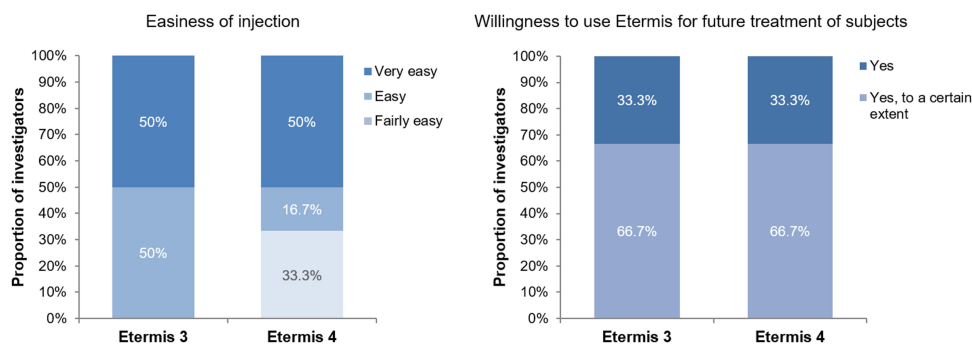 Easiness of injection
Proportion of investigators
100%
90%
80%
70%
60%
50%
40%
30%
20%
10%
0%
50%
50%
50%
16.7%
33.3%
Etermis 3
Etermis 4
Very easy
Easy
Fairly easy
Willingness to use Etermis for future treatment of subjects
Proportion of investigators
100%
90%
80%
70%
60%
50%
40%
30%
20%
10%
0%
33.3%
66.7%
33.3%
66.7%
Etermis 3
Etermis 4
Yes
Yes, to a certain
extent